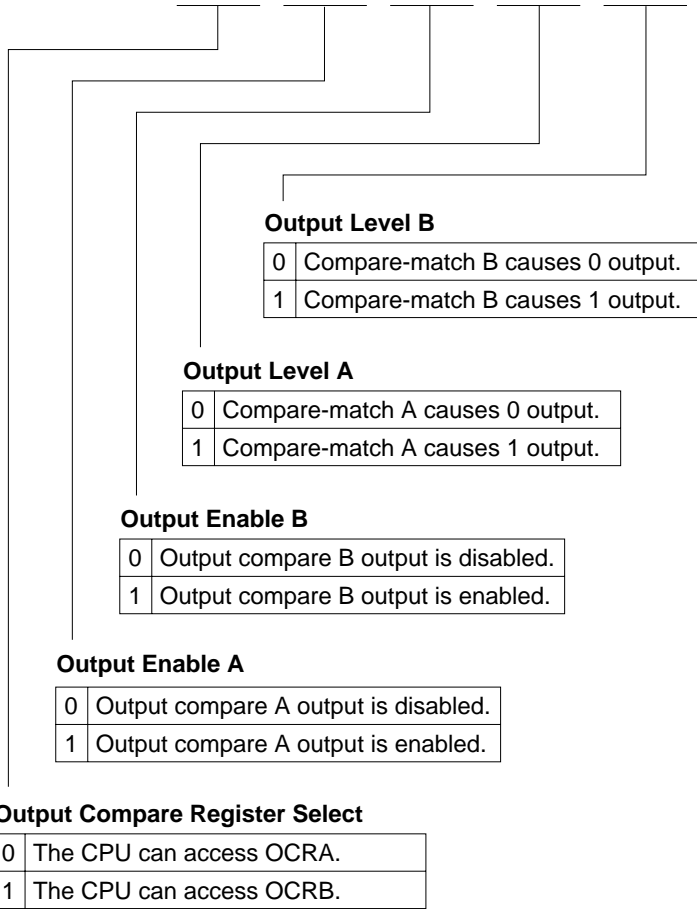 Output Level B
0 Compare-match B causes 0 output.
1 Compare-match B causes 1 output.
Output Level A
0 Compare-match A causes 0 output.
1 Compare-match A causes 1 output.
Output Enable B
0 Output compare B output is disabled.
1 Output compare B output is enabled.
Output Enable A
0 Output compare A output is disabled.
1 Output compare A output is enabled.
Output Compare Register Select
0 The CPU can access OCRA.
1 The CPU can access OCRB.